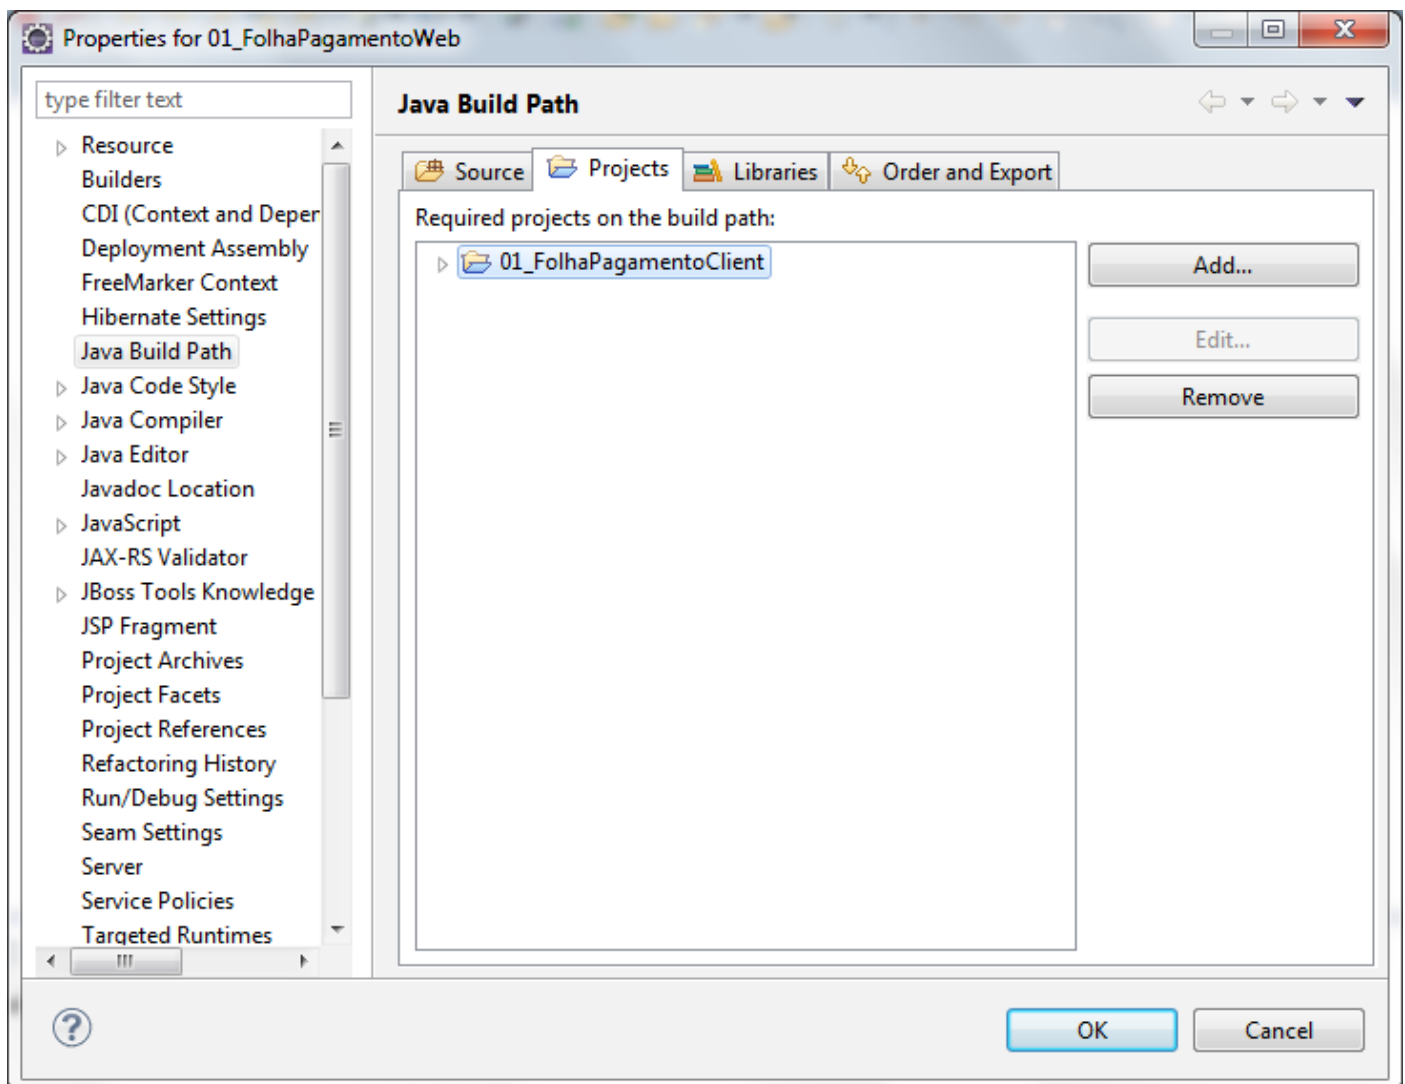 Properties for 01_FolhaPagamentoWeb
type filter text
Resource
Builders
CDI (Context and Deper
Deployment Assembly
FreeMarker Context
Hibernate Settings
Java Build Path
Java Code Style
Java Compiler
Java Editor
Javadoc Location
JavaScript
JAX-RS Validator
JBoss Tools Knowledge
JSP Fragment
Project Archives
Project Facets
Project References
Refactoring History
Run/Debug Settings
Seam Settings
Server
Service Policies
Targeted Runtimes
Java Build Path
Source Projects Libraries Order and Export
Required projects on the build path:
01_FolhaPagamentoClient
Add...
Edit...
Remove
OK Cancel